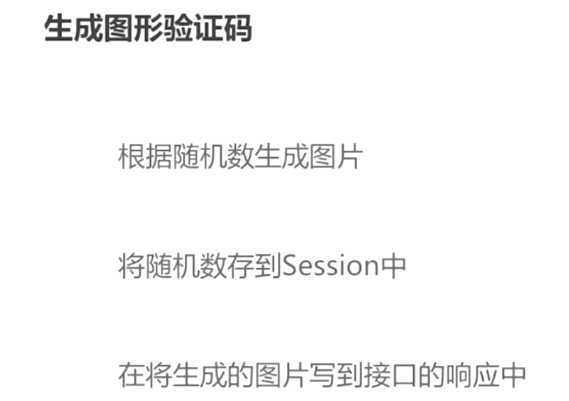 生成图形验证码
根据随机数生成图片
将随机数存到Session中
在将生成的图片写到接口的响应中